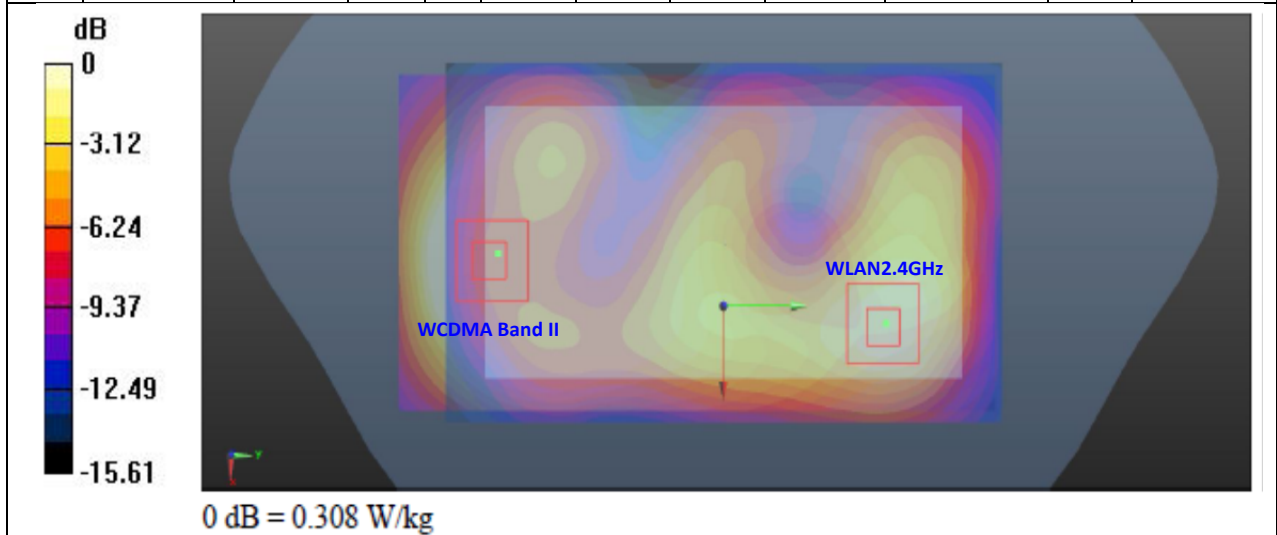 dB
0
-3.12
-6.24
-9.37
-12.49
-15.61
WLAN2.4GHz
WCDMA Band II
Y
X
0 dB = 0.308 W/kg